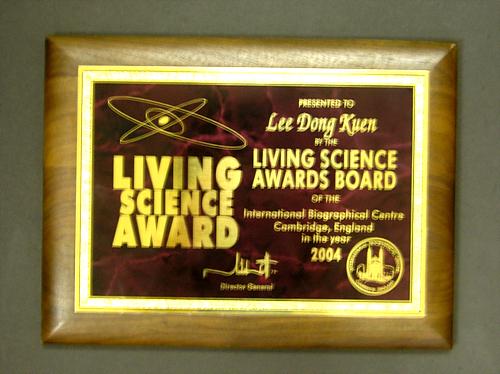 LIVING
SCIENCE
AWARD
PRESENTED TO
Lee Dong Kuen
BY THE
LIVING SCIENCE
AWARDS BOARD
OF THE
International Biographical Centre
Cambridge, England
in the year
2004
Director General